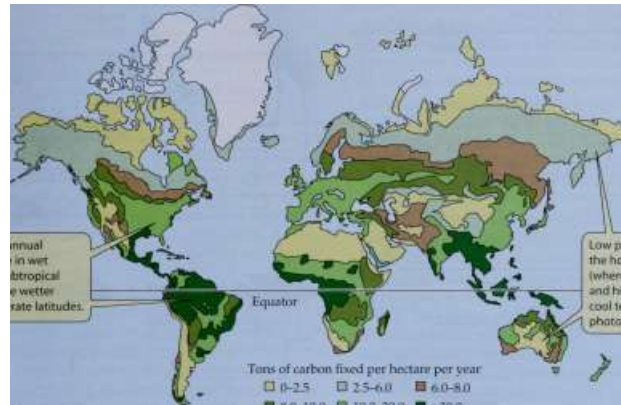 annual
in wet
ubtropical
e wetter
erate latitudes.
Low p
the h
(wher
and hi
cool te
photo
Equator
Tons of carbon fixed per hectare per year
0–2.5 2.5–6.0 6.0–8.0